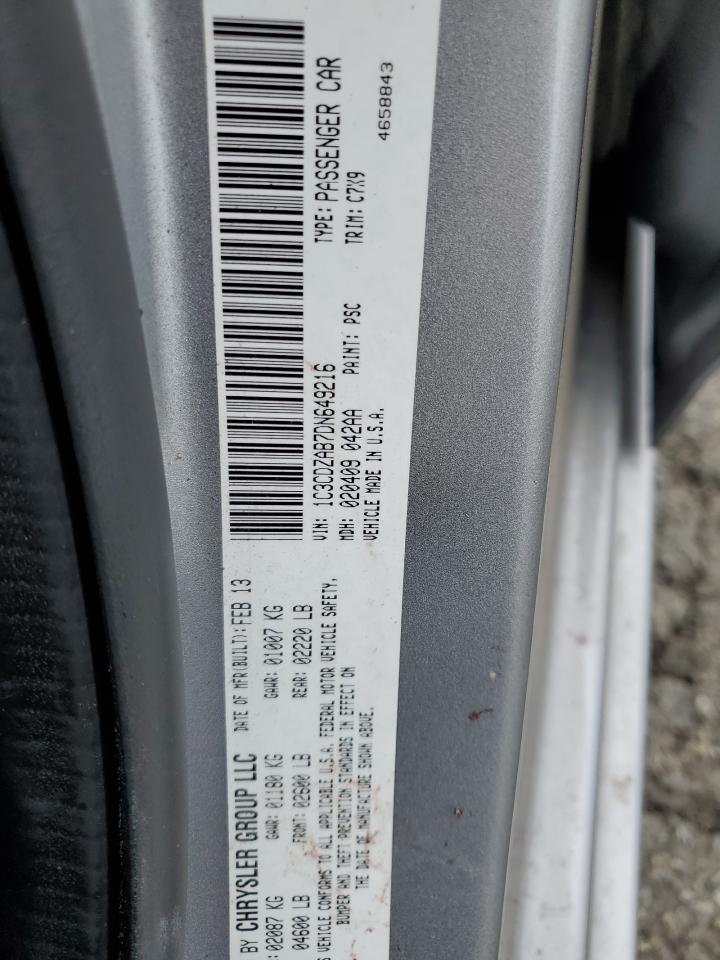 BY CHRYSLER GROUP LLC
DATE OF MFR(BUILT): FEB 13
: 02087 KG GAWR: 01180 KG GAWR: 01007 KG
04600 LB FRONT: 02600 LB REAR: 02220 LB
VEHICLE CONFORMS TO ALL APPLICABLE U.S.A. FEDERAL MOTOR VEHICLE SAFETY,
BUMPER AND THEFT PREVENTION STANDARDS IN EFFECT ON
THE DATE OF MANUFACTURE SHOWN ABOVE.
VIN: 1C3CDZAB7DN649216 TYPE: PASSENGER CAR
MDH: 020409 042AA PAINT: PSC TRIM: C7X9
VEHICLE MADE IN U.S.A.
4658843